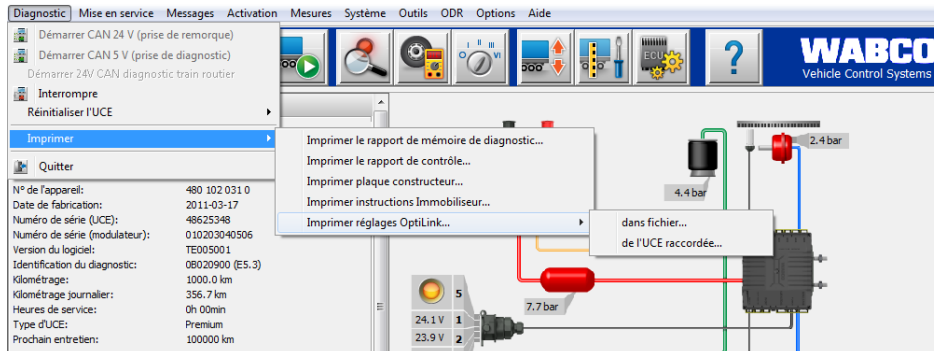 Diagnostic Mise en service Messages Activation Mesures Système Outils ODR Options Aide
Démarrer CAN 24 V (prise de remorque)
Démarrer CAN 5 V (prise de diagnostic)
Démarrer 24V CAN diagnostic train routier
Interrompre
Réinitialiser l'UCE
Imprimer
Quitter
Imprimer le rapport de mémoire de diagnostic...
Imprimer le rapport de contrôle...
Imprimer plaque constructeur...
Imprimer instructions Immobiliseur...
Imprimer réglages OptiLink...
dans fichier...
de l'UCE raccordée...
I II III
ECU
?
WABCO
Vehicle Control Systems
N° de l'appareil: 480 102 031 0
Date de fabrication: 2011-03-17
Numéro de série (UCE): 48625348
Numéro de série (modulateur): 010203040506
Version du logiciel: TE005001
Identification du diagnostic: 0B020900 (E5.3)
Kilométrage: 1000.0 km
Kilométrage journalier: 356.7 km
Heures de service: 0h 00min
Type d'UCE: Premium
Prochain entretien: 100000 km
2.4 bar
4.4 bar
7.7 bar
5
24.1 V 1
23.9 V 2